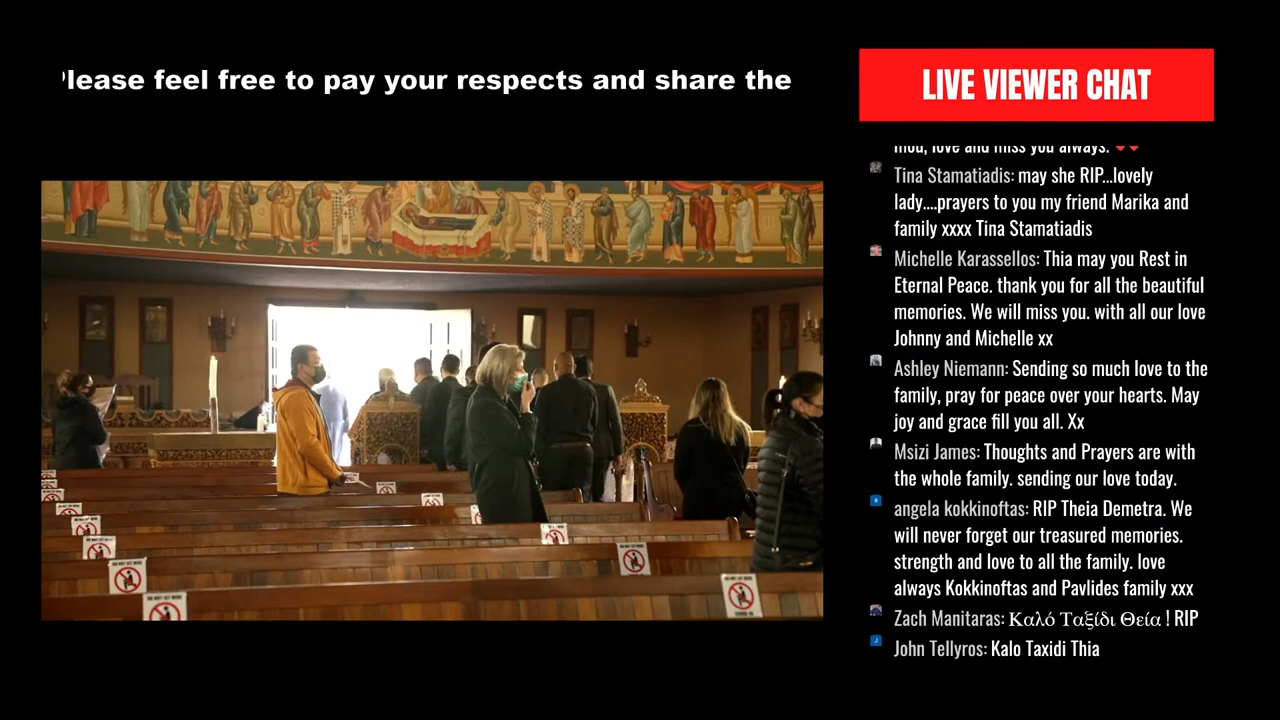 lease feel free to pay your respects and share the
LIVE VIEWER CHAT
mou, love and miss you always.
Tina Stamatiadis: may she RIP...lovely
lady....prayers to you my friend Marika and
family xxxx Tina Stamatiadis
Michelle Karassellos: Thia may you Rest in
Eternal Peace. thank you for all the beautiful
memories. We will miss you. with all our love
Johnny and Michelle xx
Ashley Niemann: Sending so much love to the
family, pray for peace over your hearts. May
joy and grace fill you all. Xx
Msizi James: Thoughts and Prayers are with
the whole family. sending our love today.
angela kokkinoftas: RIP Theia Demetra. We
will never forget our treasured memories.
strength and love to all the family. love
always Kokkinoftas and Pavlides family xxx
Zach Manitaras: Καλό Ταξίδι Θεία ! RIP
John Tellyros: Kalo Taxidi Thia